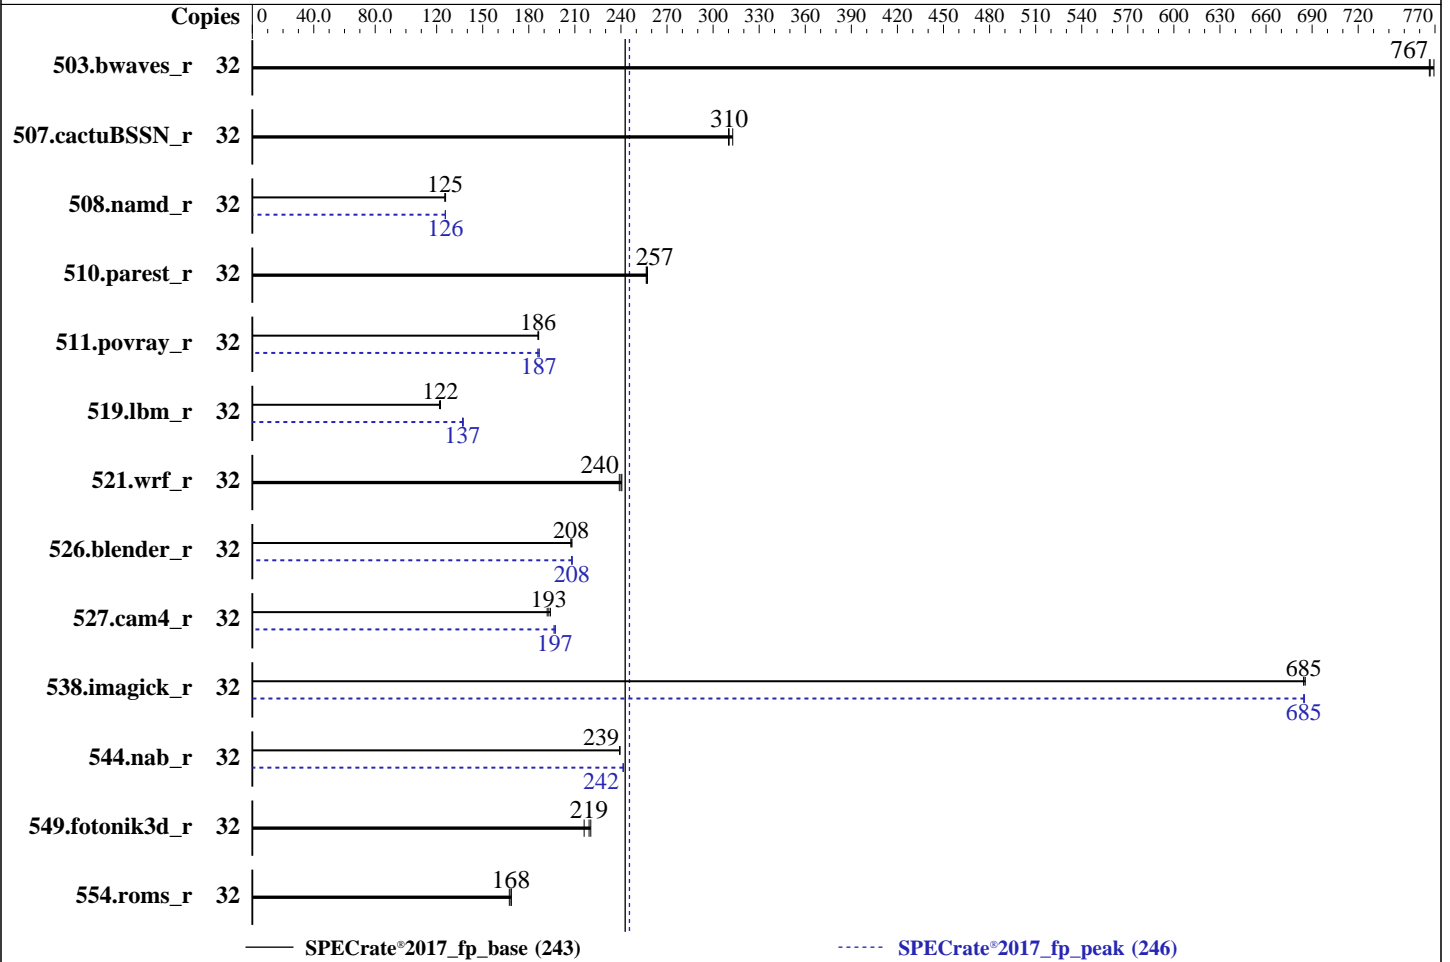 Copies 0 40.0 80.0 120 150 180 210 240 270 300 330 360 390 420 450 480 510 540 570 600 630 660 690 720 770
503.bwaves_r 32 767
507.cactuBSSN_r 32 310
508.namd_r 32 125
126
510.parest_r 32 257
511.povray_r 32 186
187
519.lbm_r 32 122
137
521.wrf_r 32 240
526.blender_r 32 208
208
527.cam4_r 32 193
197
538.imagick_r 32 685
685
544.nab_r 32 239
242
549.fotonik3d_r 32 219
554.roms_r 32 168
SPECrate®2017_fp_base (243) SPECrate®2017_fp_peak (246)